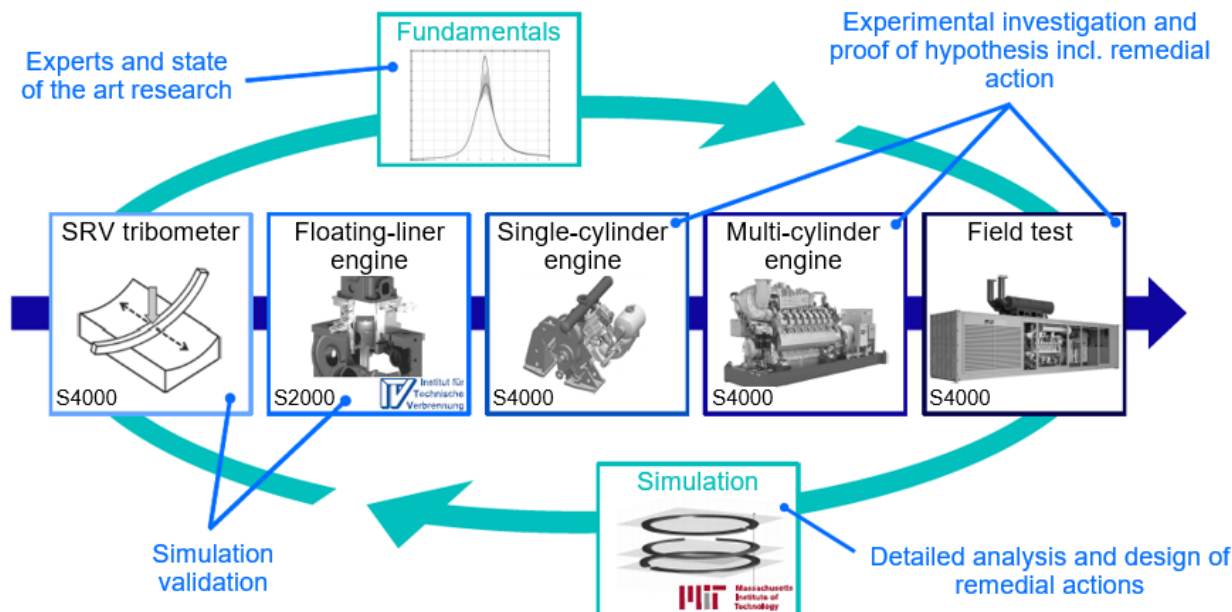 Fundamentals
Experts and state
of the art research
Experimental investigation and
proof of hypothesis incl. remedial
action
SRV tribometer
S4000
Floating-liner
engine
S2000
ITV
Institut für
Technische
Verbrennung
Single-cylinder
engine
S4000
Multi-cylinder
engine
S4000
Field test
S4000
Simulation
MIT
Massachusetts
Institute of
Technology
Simulation
validation
Detailed analysis and design of
remedial actions